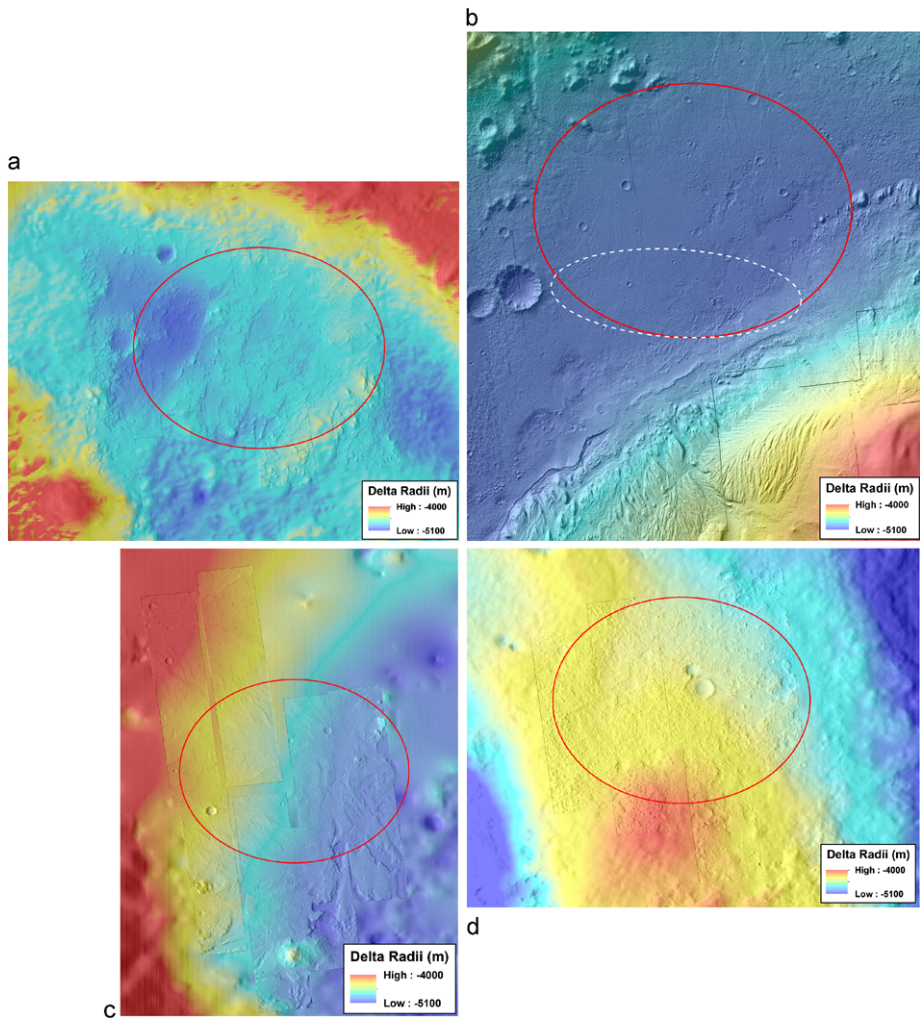 b
a
Delta Radii (m)
High : -4000
Low : -5100
Delta Radii (m)
High : -4000
Low : -5100
Delta Radii (m)
High : -4000
Low : -5100
c
Delta Radii (m)
High : -4000
Low : -5100
d